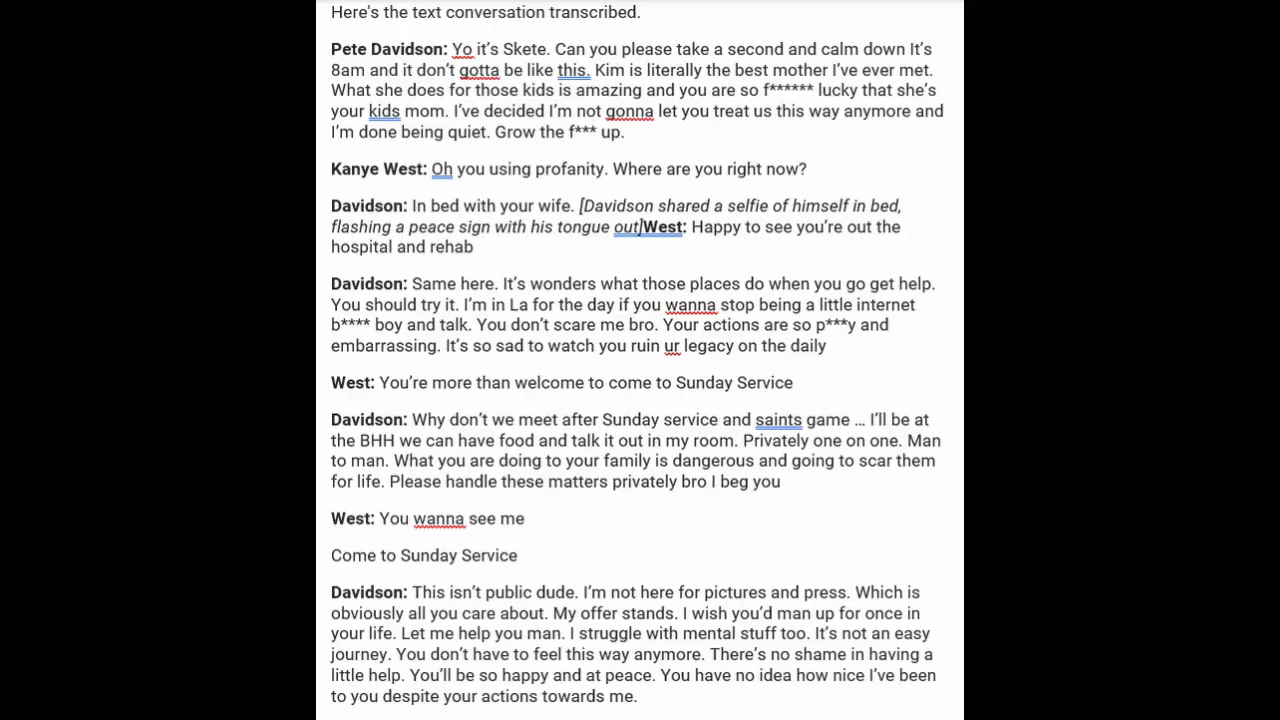 Here's the text conversation transcribed.
Pete Davidson: Yo it’s Skete. Can you please take a second and calm down It’s
8am and it don’t gotta be like this. Kim is literally the best mother I’ve ever met.
What she does for those kids is amazing and you are so f****** lucky that she’s
your kids mom. I’ve decided I’m not gonna let you treat us this way anymore and
I’m done being quiet. Grow the f*** up.
Kanye West: Oh you using profanity. Where are you right now?
Davidson: In bed with your wife. [Davidson shared a selfie of himself in bed,
flashing a peace sign with his tongue out]West: Happy to see you’re out the
hospital and rehab
Davidson: Same here. It’s wonders what those places do when you go get help.
You should try it. I’m in La for the day if you wanna stop being a little internet
b**** boy and talk. You don’t scare me bro. Your actions are so p***y and
embarrassing. It’s so sad to watch you ruin ur legacy on the daily
West: You’re more than welcome to come to Sunday Service
Davidson: Why don’t we meet after Sunday service and saints game … I’ll be at
the BHH we can have food and talk it out in my room. Privately one on one. Man
to man. What you are doing to your family is dangerous and going to scar them
for life. Please handle these matters privately bro I beg you
West: You wanna see me
Come to Sunday Service
Davidson: This isn’t public dude. I’m not here for pictures and press. Which is
obviously all you care about. My offer stands. I wish you’d man up for once in
your life. Let me help you man. I struggle with mental stuff too. It’s not an easy
journey. You don’t have to feel this way anymore. There’s no shame in having a
little help. You’ll be so happy and at peace. You have no idea how nice I’ve been
to you despite your actions towards me.